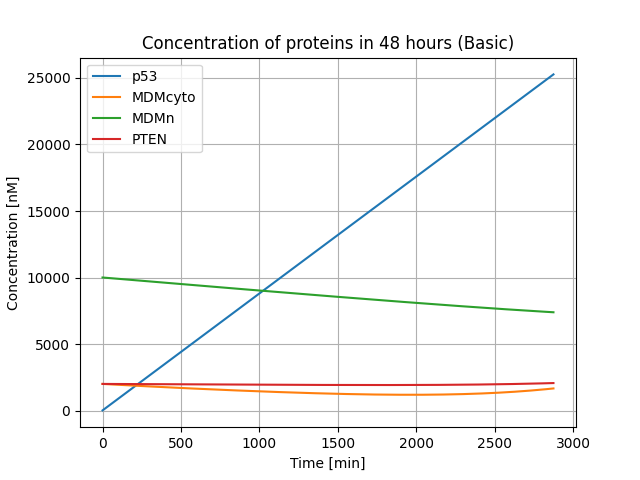 Concentration of proteins in 48 hours (Basic)
p53
MDMcyto
MDMn
PTEN
25000
20000
15000
10000
5000
0
Concentration [nM]
0 500 1000 1500 2000 2500 3000
Time [min]